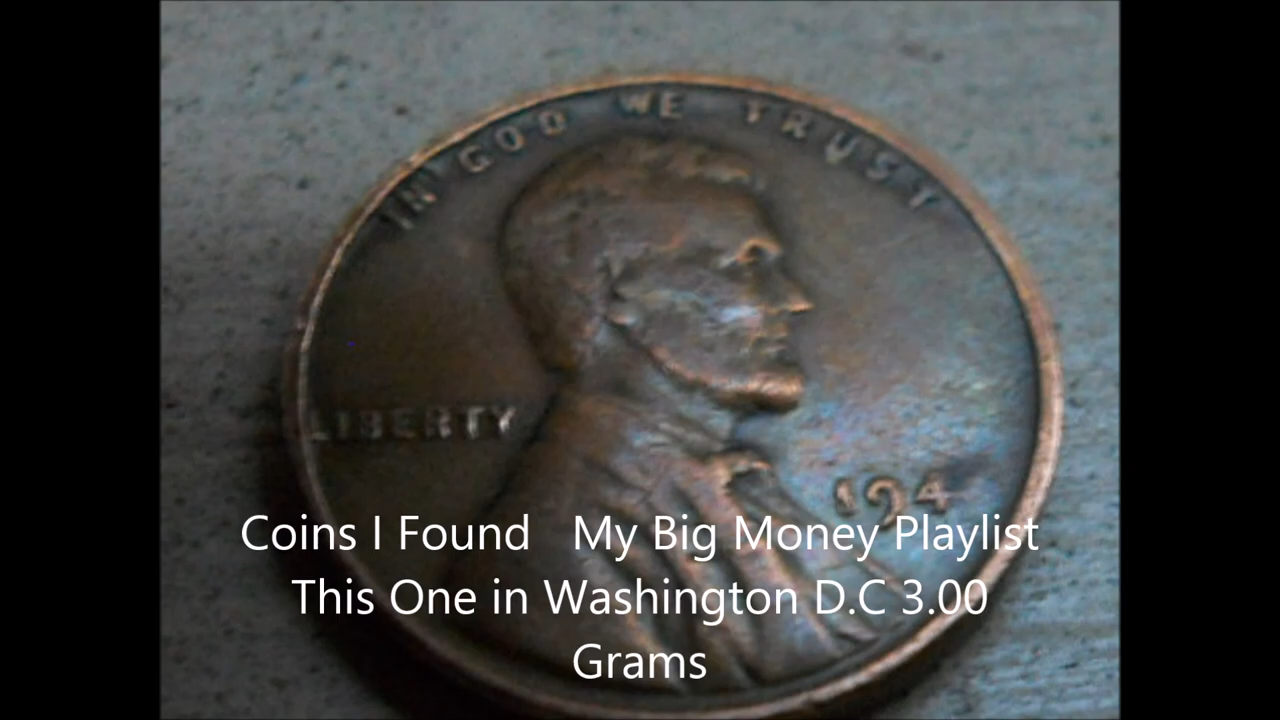 IN GOD WE TRUST
LIBERTY
194
Coins I Found My Big Money Playlist
This One in Washington D.C 3.00
Grams